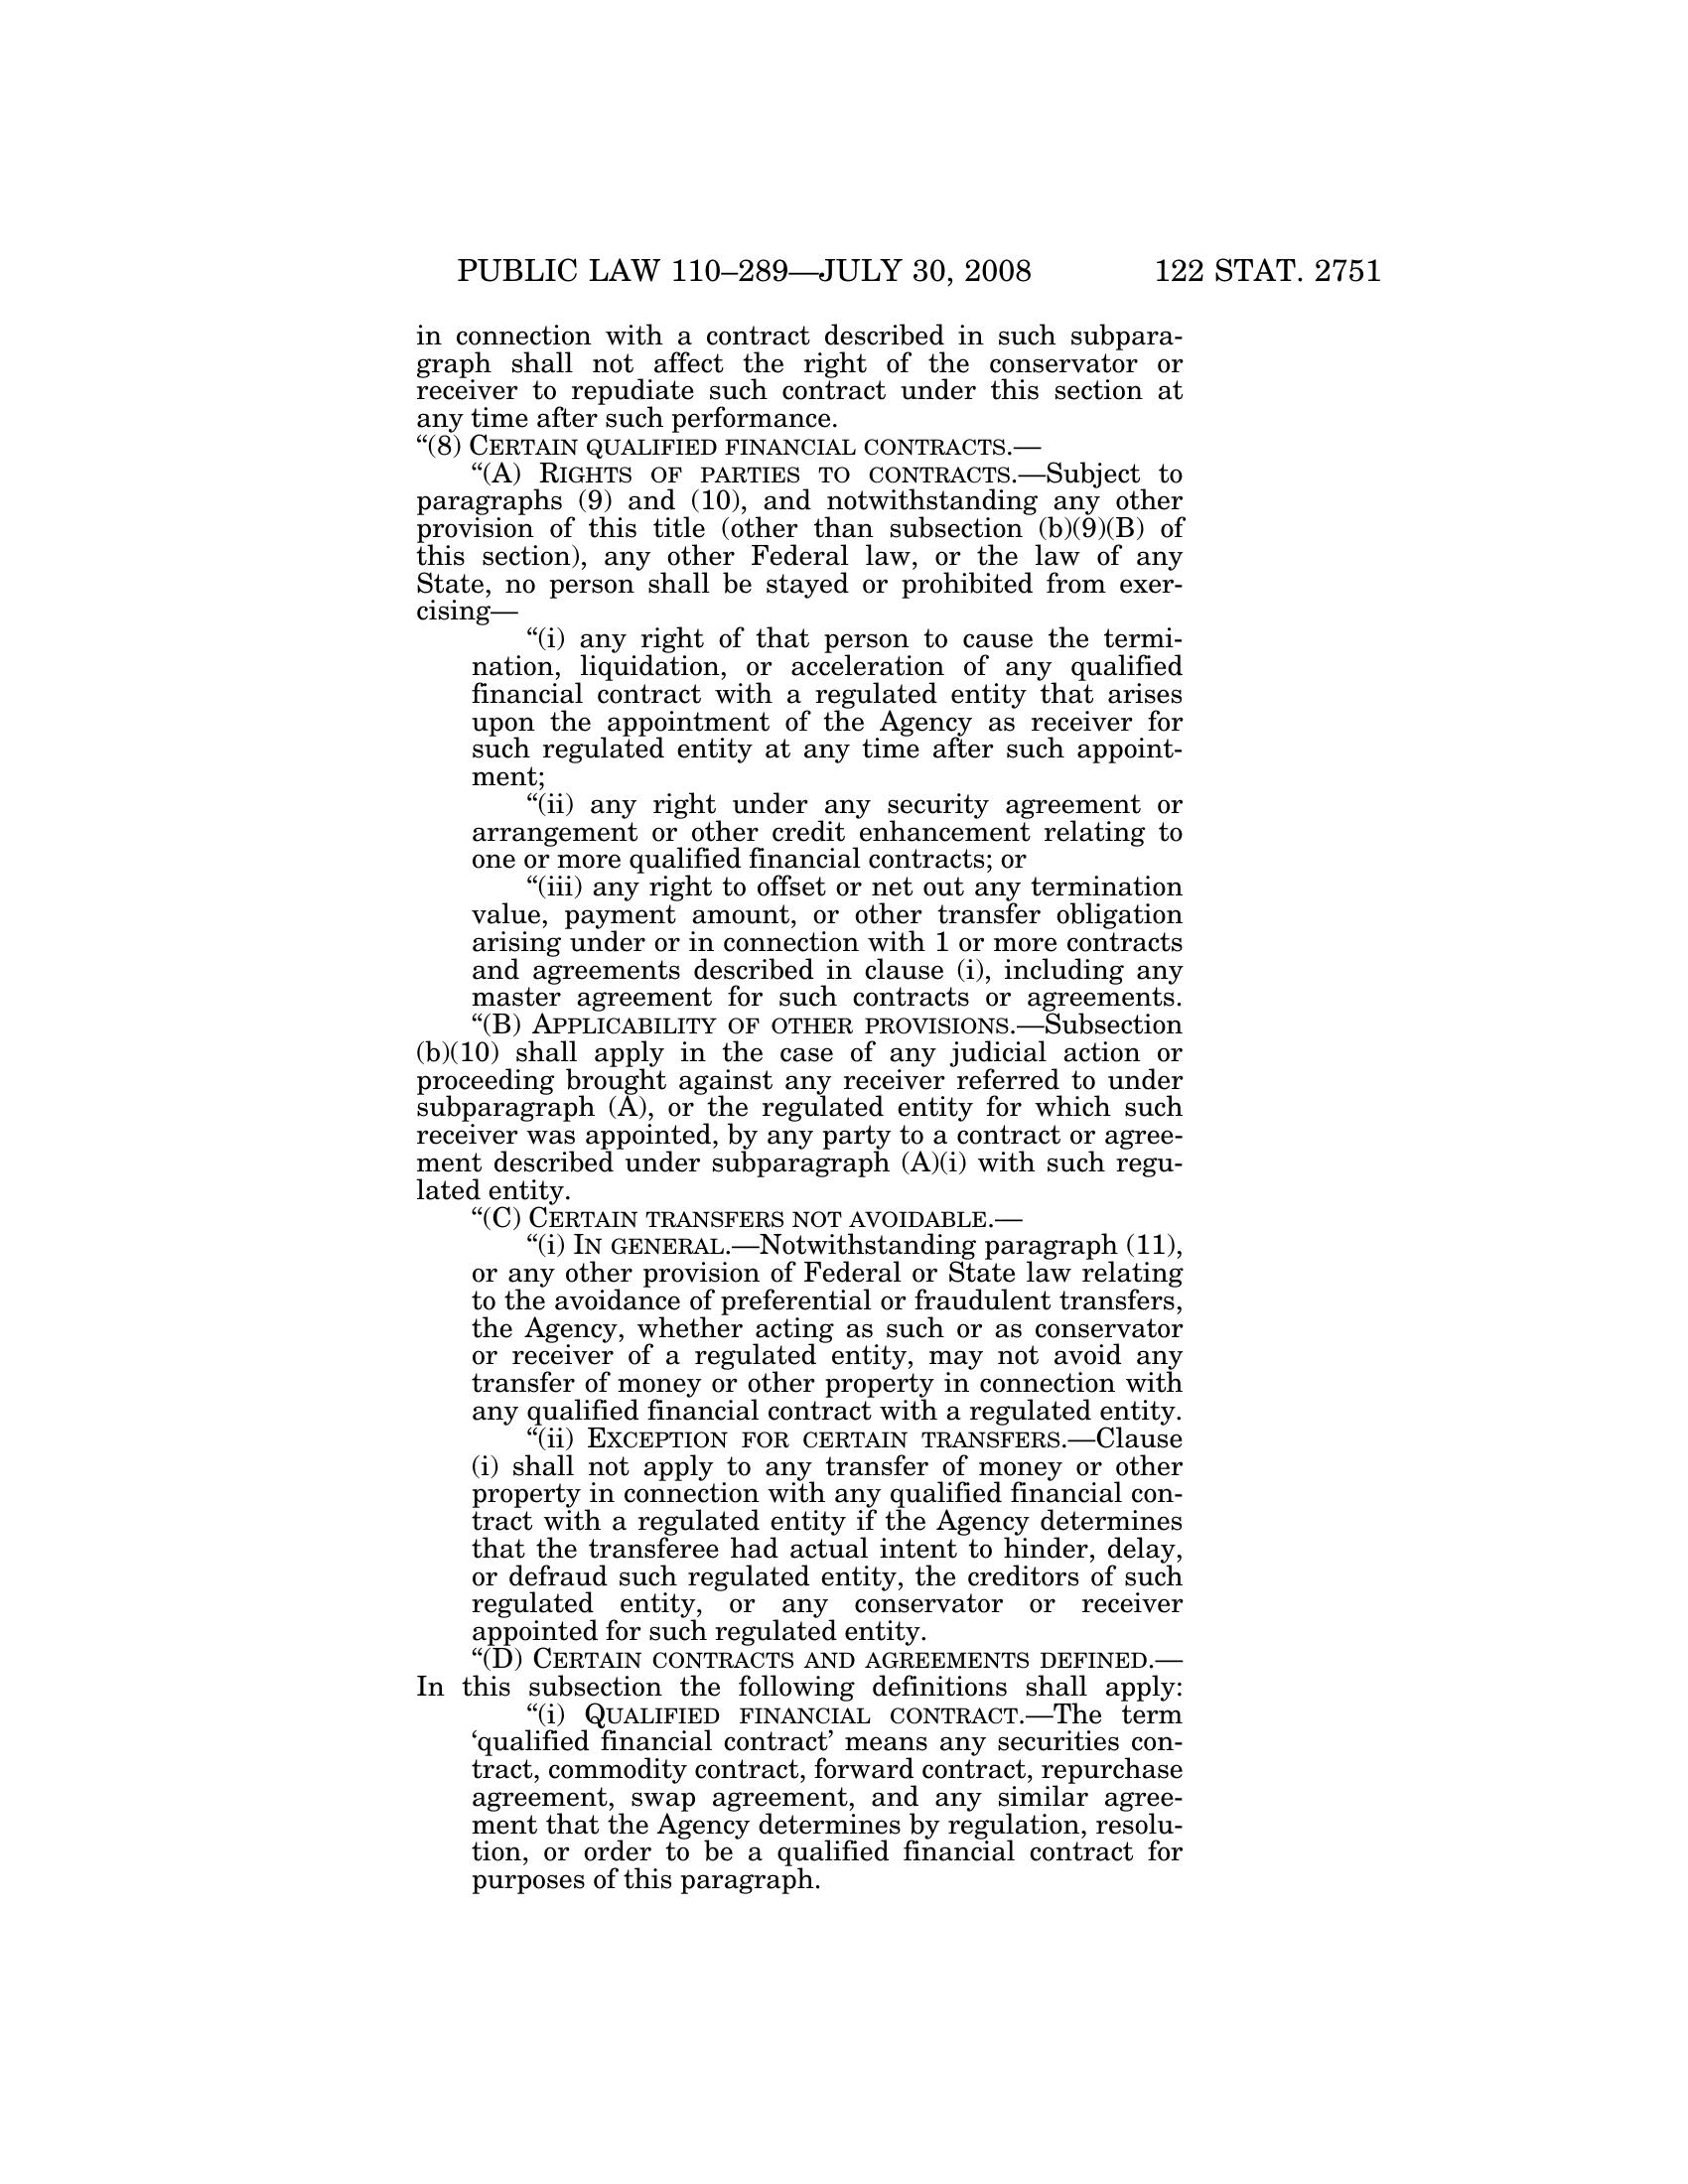 PUBLIC LAW 110–289—JULY 30, 2008 122 STAT. 2751
in connection with a contract described in such subpara-
graph shall not affect the right of the conservator or
receiver to repudiate such contract under this section at
any time after such performance.
“(8) CERTAIN QUALIFIED FINANCIAL CONTRACTS.—
“(A) RIGHTS OF PARTIES TO CONTRACTS.—Subject to
paragraphs (9) and (10), and notwithstanding any other
provision of this title (other than subsection (b)(9)(B) of
this section), any other Federal law, or the law of any
State, no person shall be stayed or prohibited from exer-
cising—
“(i) any right of that person to cause the termi-
nation, liquidation, or acceleration of any qualified
financial contract with a regulated entity that arises
upon the appointment of the Agency as receiver for
such regulated entity at any time after such appoint-
ment;
“(ii) any right under any security agreement or
arrangement or other credit enhancement relating to
one or more qualified financial contracts; or
“(iii) any right to offset or net out any termination
value, payment amount, or other transfer obligation
arising under or in connection with 1 or more contracts
and agreements described in clause (i), including any
master agreement for such contracts or agreements.
“(B) APPLICABILITY OF OTHER PROVISIONS.—Subsection
(b)(10) shall apply in the case of any judicial action or
proceeding brought against any receiver referred to under
subparagraph (A), or the regulated entity for which such
receiver was appointed, by any party to a contract or agree-
ment described under subparagraph (A)(i) with such regu-
lated entity.
“(C) CERTAIN TRANSFERS NOT AVOIDABLE.—
“(i) IN GENERAL.—Notwithstanding paragraph (11),
or any other provision of Federal or State law relating
to the avoidance of preferential or fraudulent transfers,
the Agency, whether acting as such or as conservator
or receiver of a regulated entity, may not avoid any
transfer of money or other property in connection with
any qualified financial contract with a regulated entity.
“(ii) EXCEPTION FOR CERTAIN TRANSFERS.—Clause
(i) shall not apply to any transfer of money or other
property in connection with any qualified financial con-
tract with a regulated entity if the Agency determines
that the transferee had actual intent to hinder, delay,
or defraud such regulated entity, the creditors of such
regulated entity, or any conservator or receiver
appointed for such regulated entity.
“(D) CERTAIN CONTRACTS AND AGREEMENTS DEFINED.—
In this subsection the following definitions shall apply:
“(i) QUALIFIED FINANCIAL CONTRACT.—The term
‘qualified financial contract’ means any securities con-
tract, commodity contract, forward contract, repurchase
agreement, swap agreement, and any similar agree-
ment that the Agency determines by regulation, resolu-
tion, or order to be a qualified financial contract for
purposes of this paragraph.